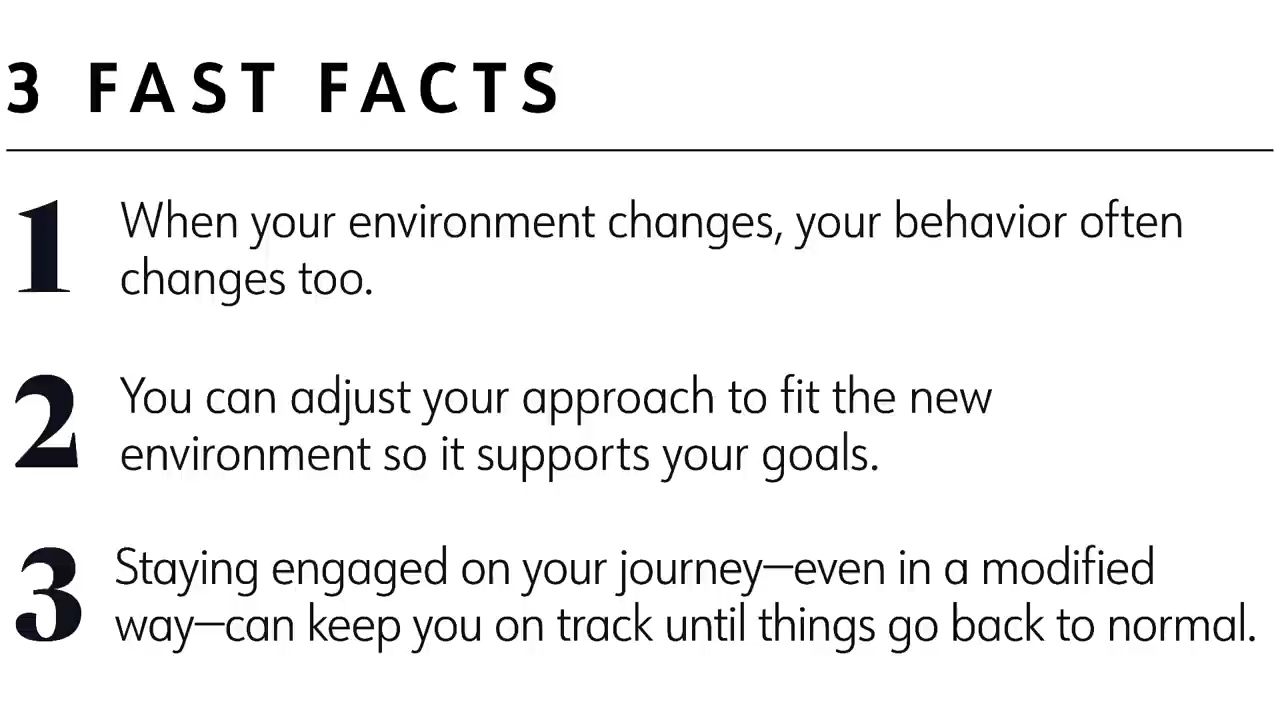 3 FAST FACTS
1 When your environment changes, your behavior often
changes too.
2 You can adjust your approach to fit the new
environment so it supports your goals.
3 Staying engaged on your journey—even in a modified
way—can keep you on track until things go back to normal.